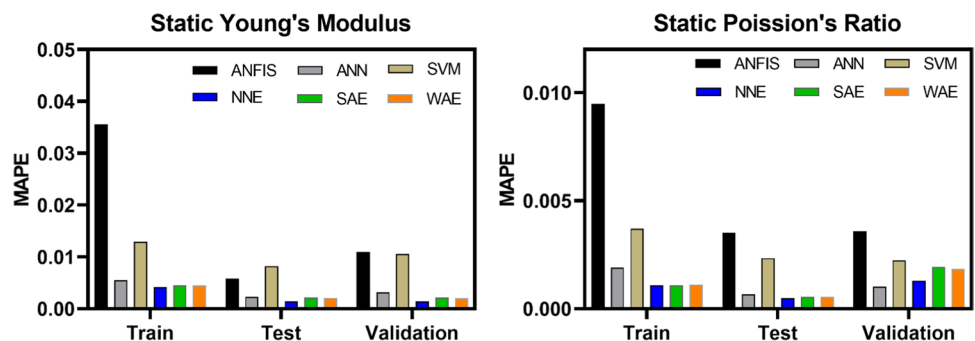 Static Young's Modulus
0.05
0.04
0.03
0.02
0.01
0.00
MAPE
ANFIS ANN SVM
NNE SAE WAE
Train Test Validation
Static Poission's Ratio
0.010
0.005
0.000
MAPE
ANFIS ANN SVM
NNE SAE WAE
Train Test Validation